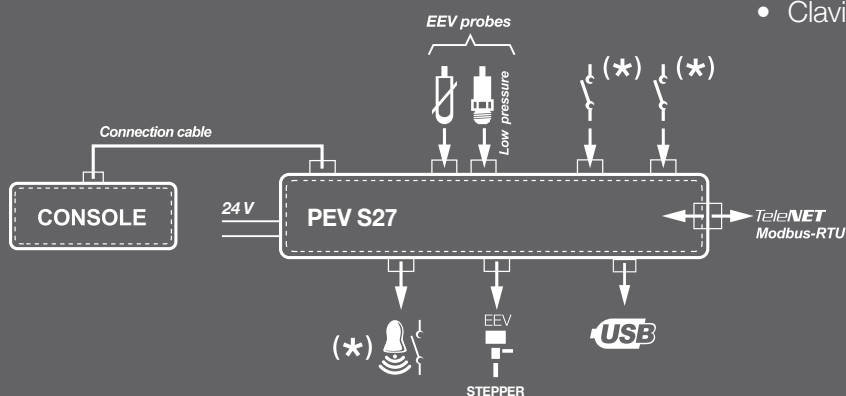 • Clavi
EEV probes
Low pressure
(*)
(*)
Connection cable
CONSOLE
24 V
PEV S27
TeleNET
Modbus-RTU
(*)
EEV
STEPPER
USB